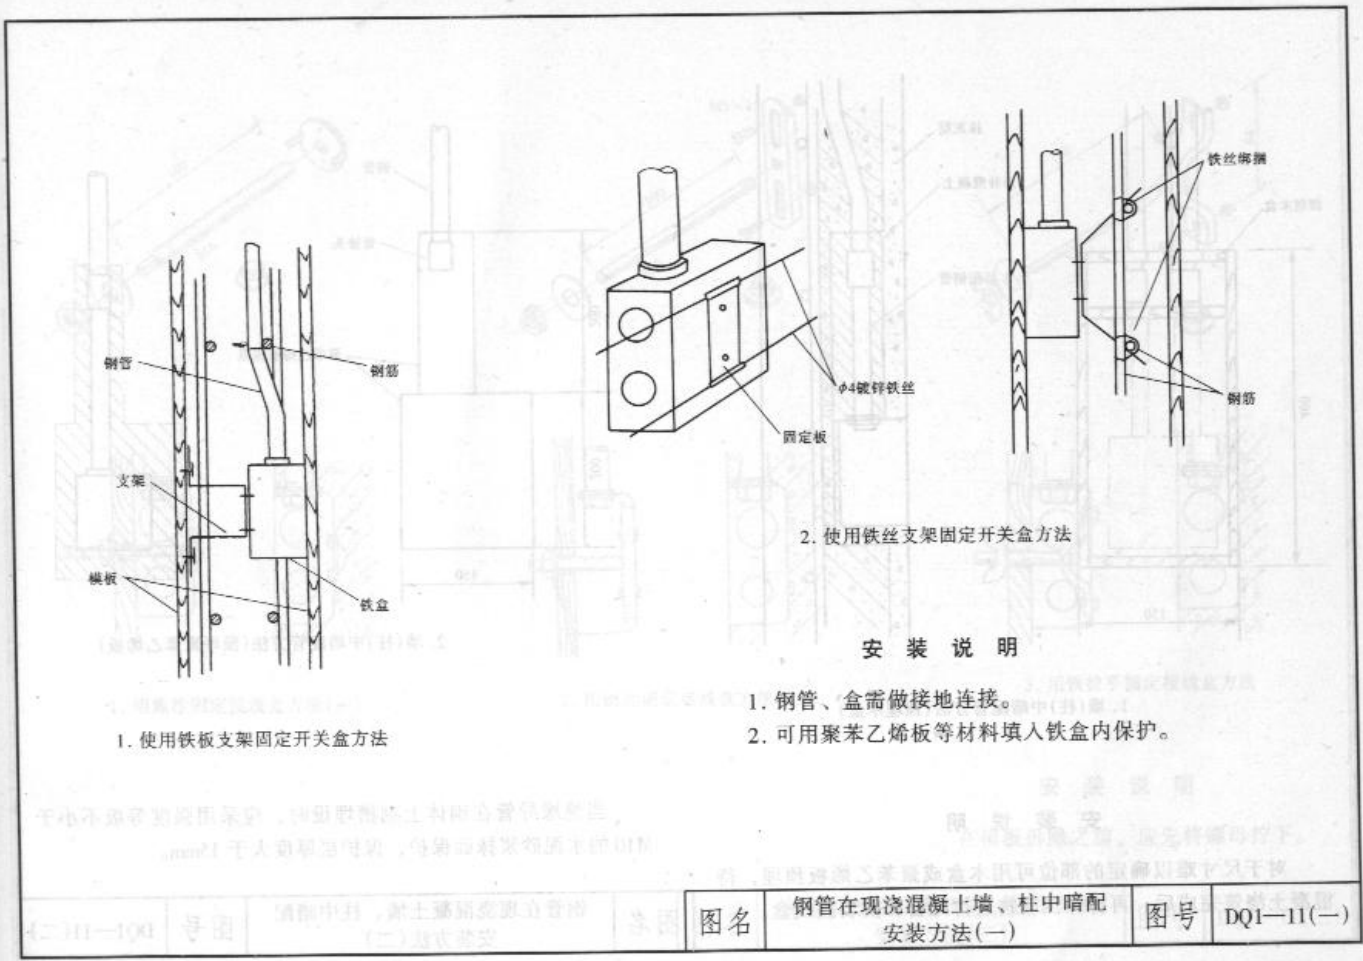 钢管
钢筋
支架
模板
铁盒
1. 使用铁板支架固定开关盒方法
φ4镀锌铁丝
固定板
铁丝绑捆
钢筋
2. 使用铁丝支架固定开关盒方法
安 装 说 明
1. 钢管、盒需做接地连接。
2. 可用聚苯乙烯板等材料填入铁盒内保护。
图名
钢管在现浇混凝土墙、柱中暗配
安装方法(一)
图号
DQ1—11(一)